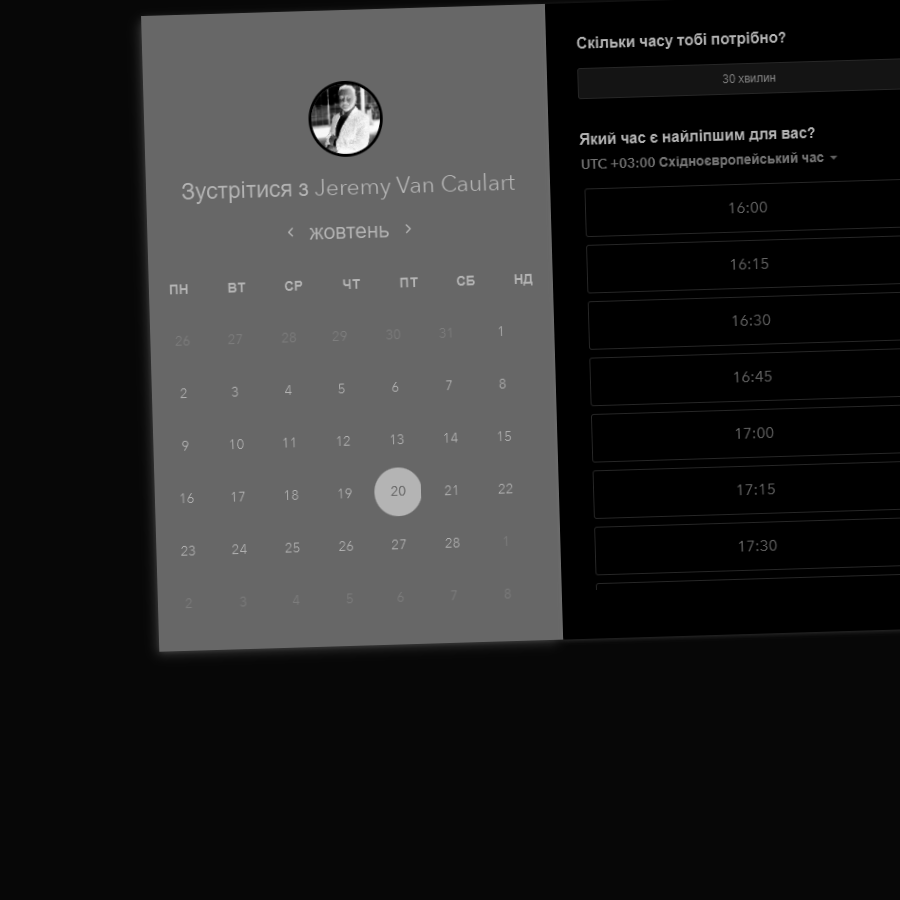 Зустрітися з Jeremy Van Caulart
жовтень
ПН ВТ СР ЧТ ПТ СБ НД
26 27 28 29 30 31 1
2 3 4 5 6 7 8
9 10 11 12 13 14 15
16 17 18 19 20 21 22
23 24 25 26 27 28 1
2 3 4 5 6 7 8
Скільки часу тобі потрібно?
30 хвилин
Який час є найліпшим для вас?
UTC +03:00 Східноєвропейський час
16:00
16:15
16:30
16:45
17:00
17:15
17:30